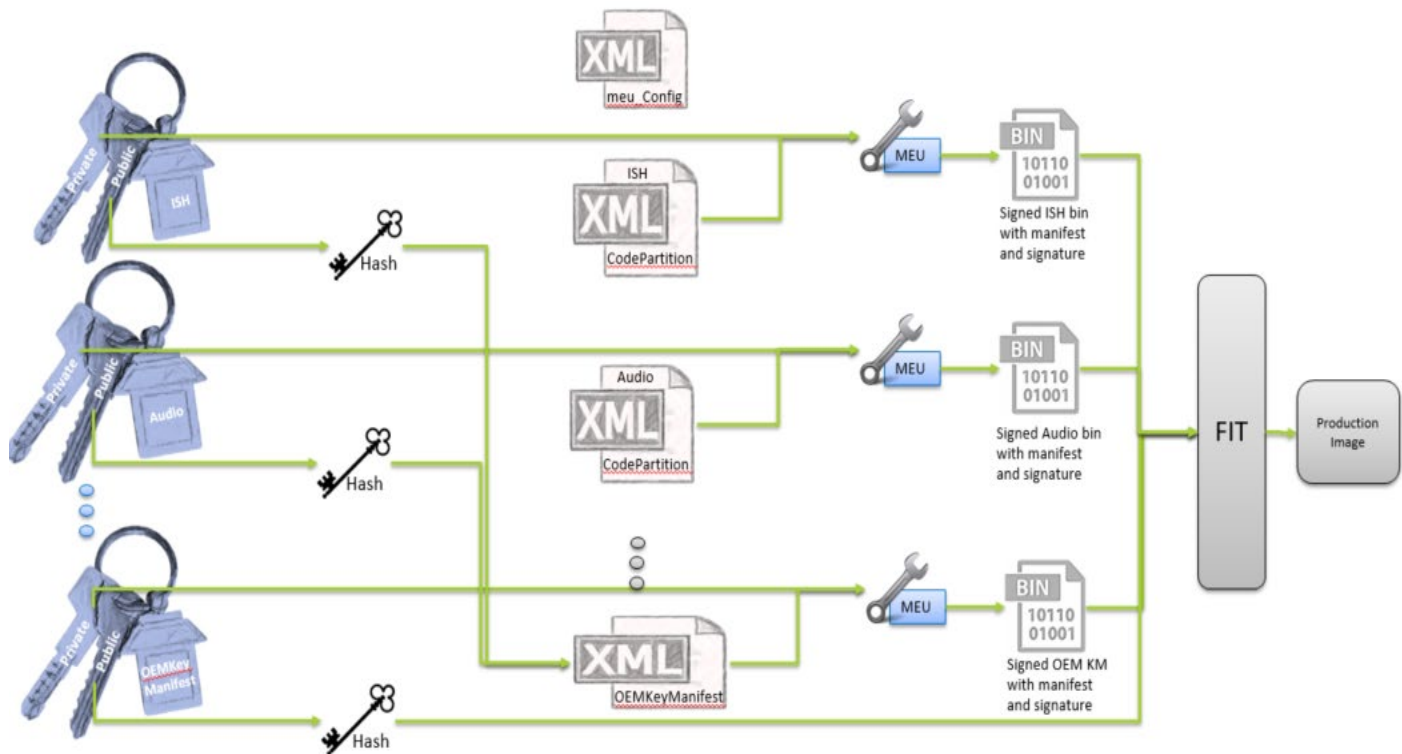 XML
meu_Config
Private
Public
ISH
MEU
BIN
10110
01001
ISH
XML
CodePartition
Signed ISH bin
with manifest
and signature
Hash
Private
Public
Audio
MEU
BIN
10110
01001
Audio
XML
CodePartition
Signed Audio bin
with manifest
and signature
Hash
FIT
Production
Image
Private
Public
OEMKey
Manifest
MEU
BIN
10110
01001
XML
OEMKeyManifest
Signed OEM KM
with manifest
and signature
Hash